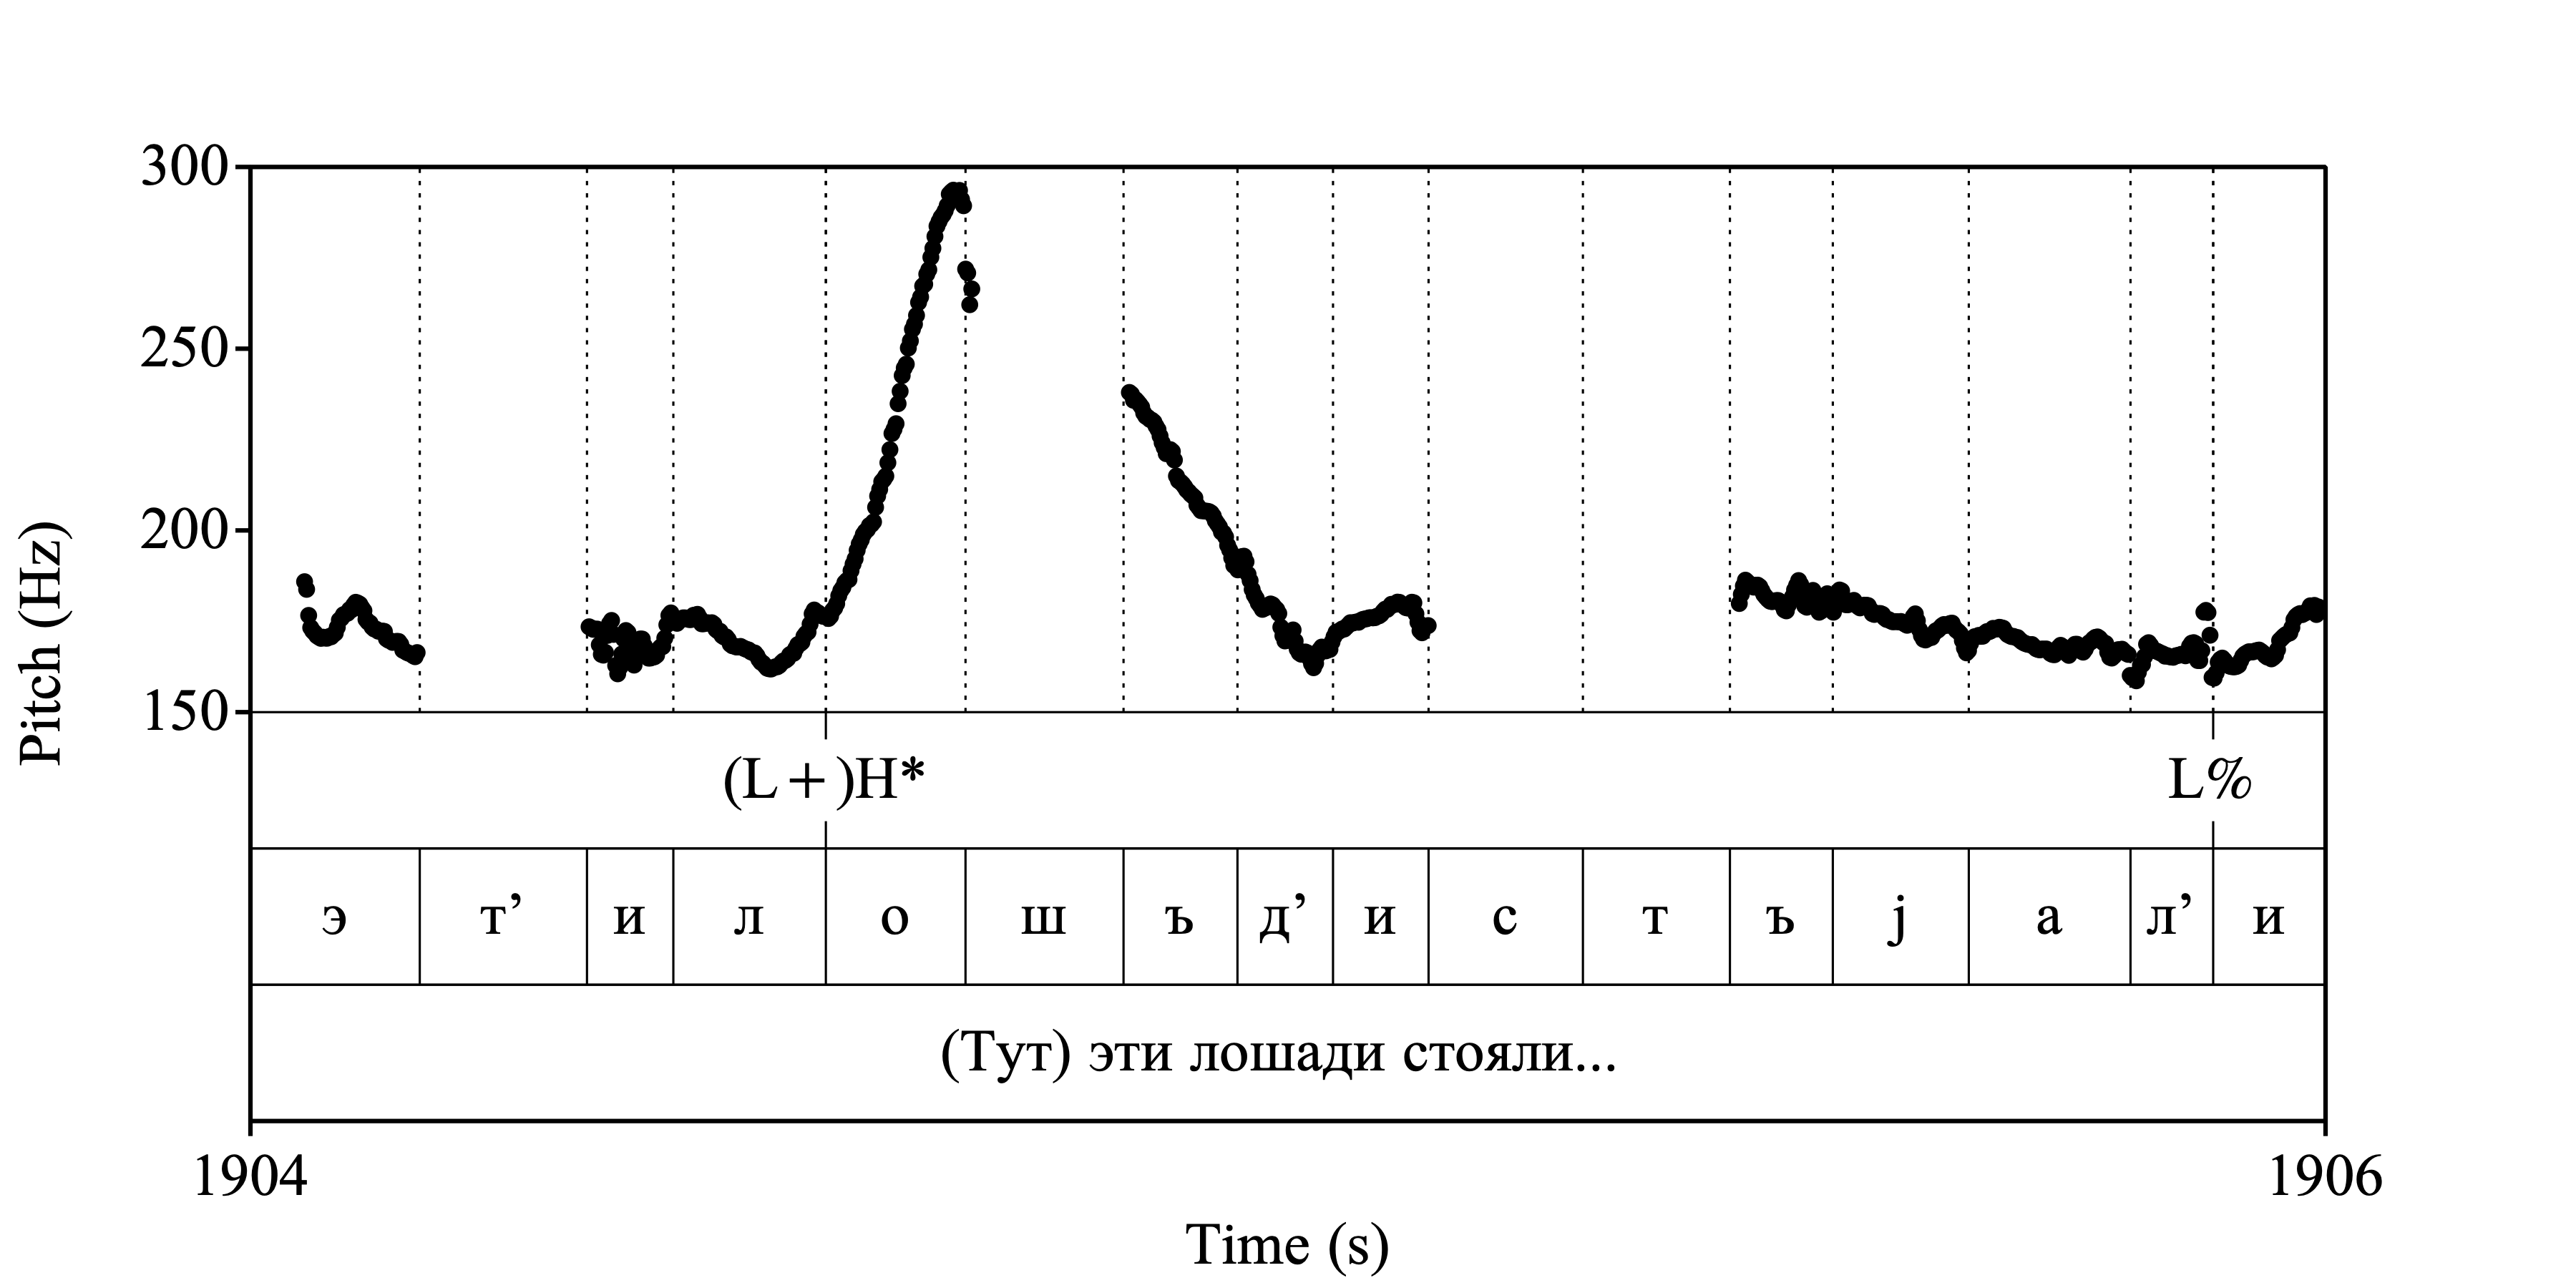 300
250
200
150
Pitch (Hz)
(L+)H* L%
э т’ и л о ш ъ д’ и с т ъ j а л’ и
(Тут) эти лошади стояли...
1904 1906
Time (s)